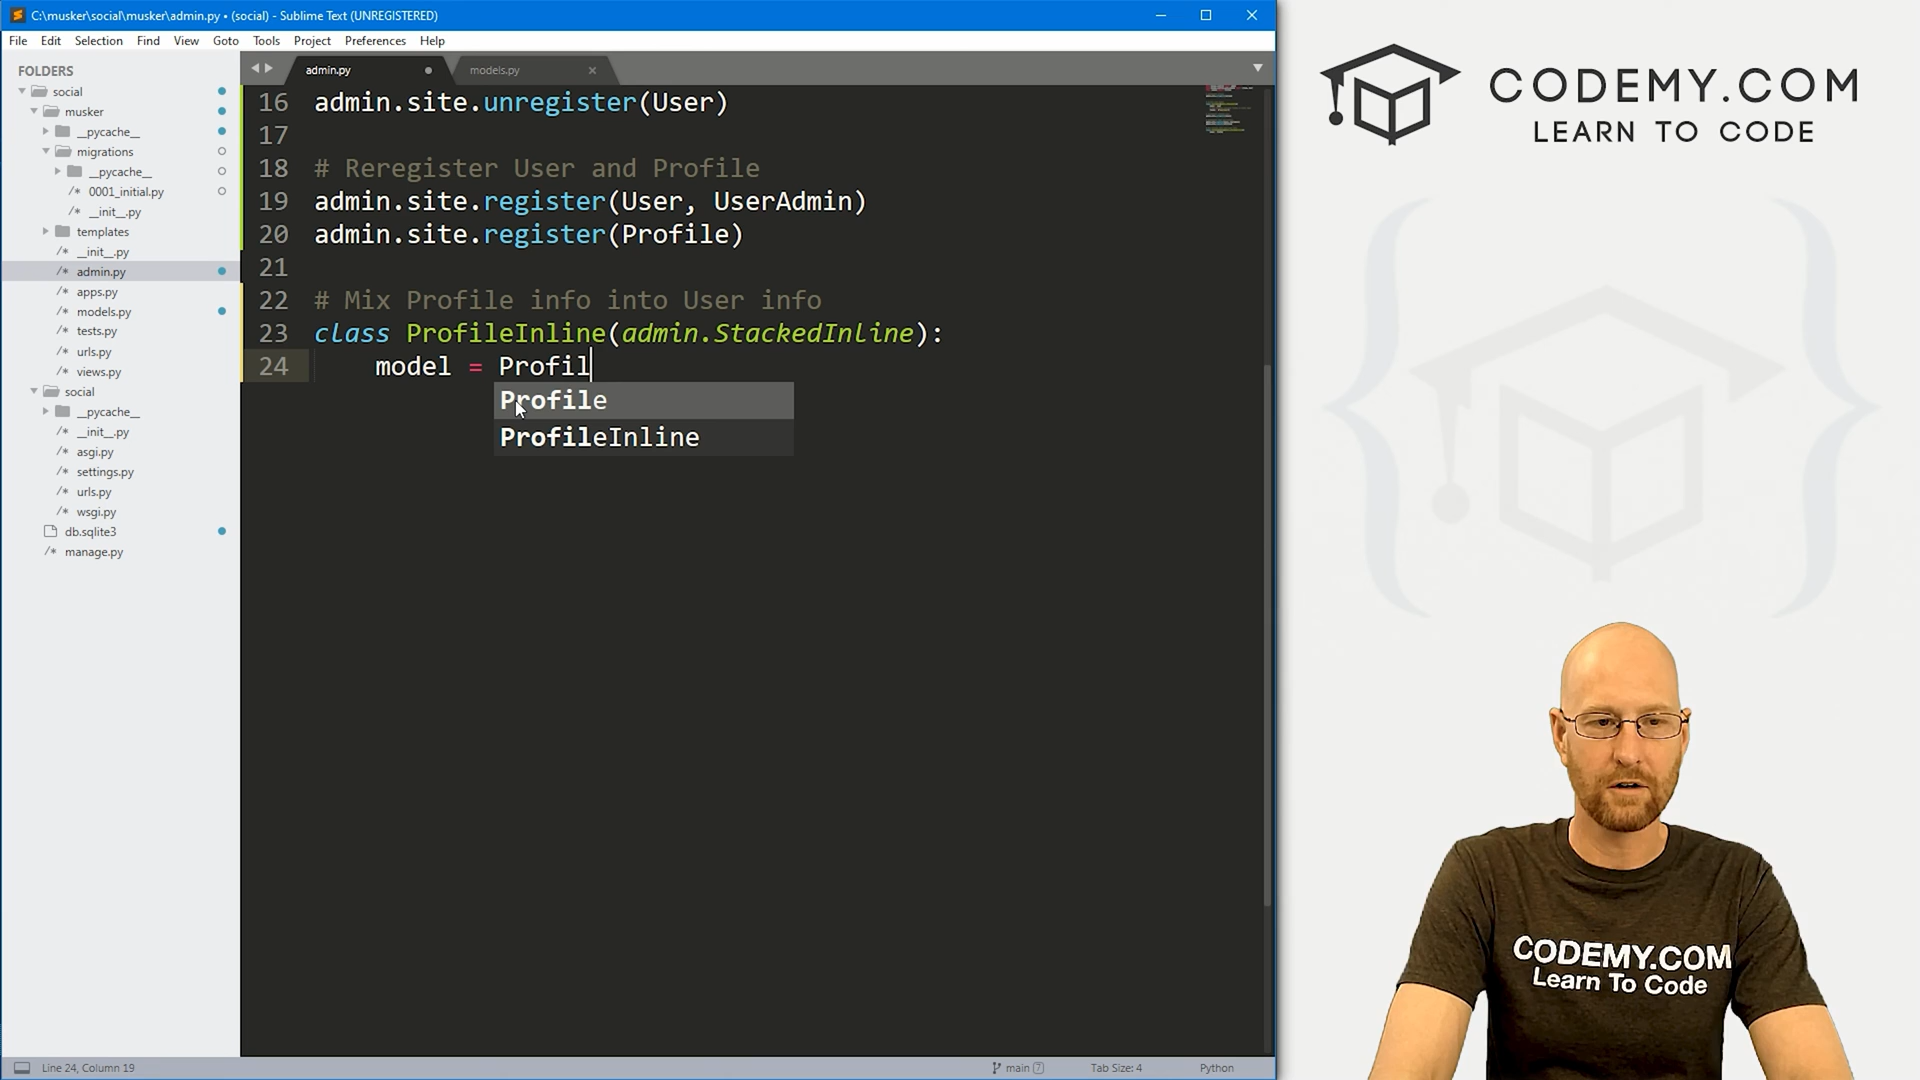 C:\musker\social\musker\admin.py • (social) - Sublime Text (UNREGISTERED)
File Edit Selection Find View Goto Tools Project Preferences Help
FOLDERS
social
musker
__pycache__
migrations
__pycache__
0001_initial.py
__init__.py
templates
__init__.py
admin.py
apps.py
models.py
tests.py
urls.py
views.py
social
__pycache__
__init__.py
asgi.py
settings.py
urls.py
wsgi.py
db.sqlite3
manage.py
admin.py models.py
16 admin.site.unregister(User)
17
18 # Reregister User and Profile
19 admin.site.register(User, UserAdmin)
20 admin.site.register(Profile)
21
22 # Mix Profile info into User info
23 class ProfileInline(admin.StackedInline):
24 model = Profil
Profile
ProfileInline
Line 24, Column 19 main 7 Tab Size: 4 Python
CODEMY.COM
LEARN TO CODE
CODEMY.COM
Learn To Code